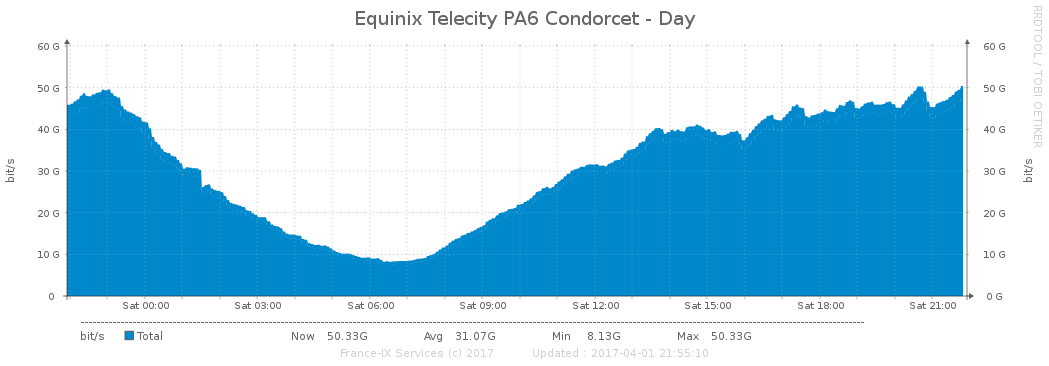 Equinix Telecity PA6 Condorcet - Day
RRDTOOL / TOBI OETIKER
60 G 60 G
50 G 50 G
40 G 40 G
30 G 30 G
20 G 20 G
10 G 10 G
0 0 G
bit/s bit/s
Sat 00:00 Sat 03:00 Sat 06:00 Sat 09:00 Sat 12:00 Sat 15:00 Sat 18:00 Sat 21:00
bit/s Total Now 50.33G Avg 31.07G Min 8.13G Max 50.33G
France-IX Services (c) 2017 Updated : 2017-04-01 21:55:10